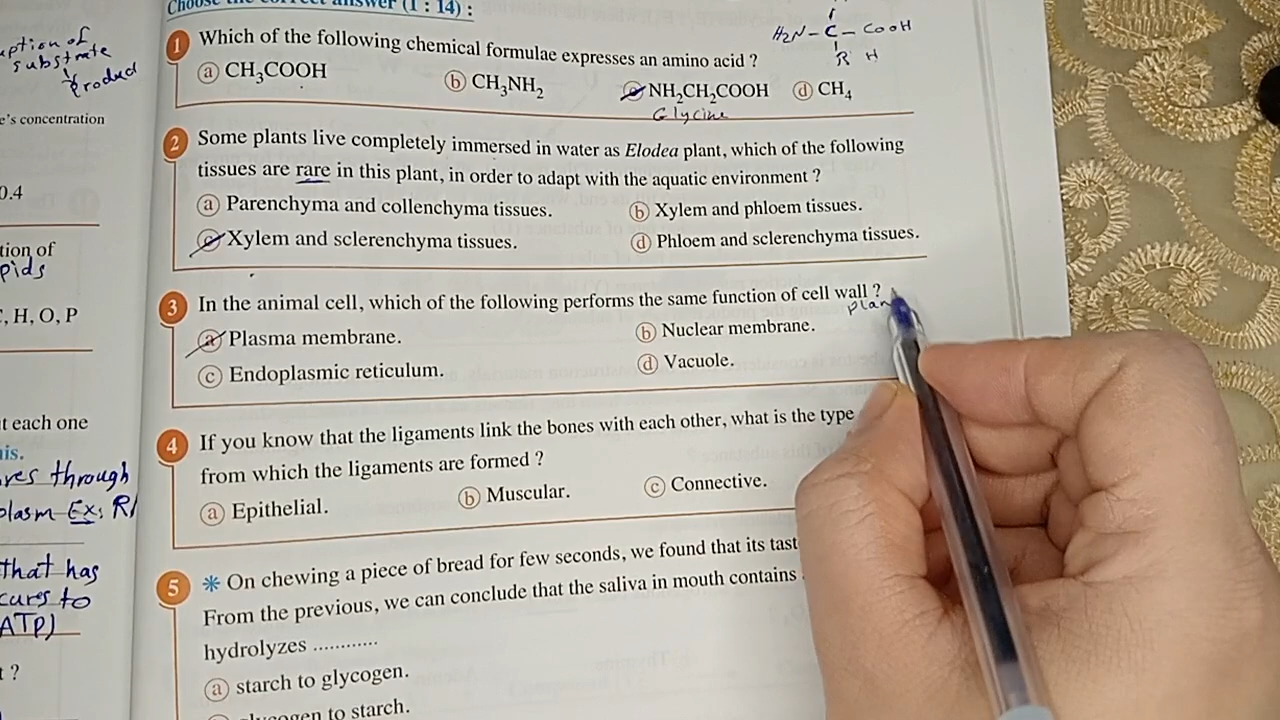 Choose the correct answer (1 : 14) :
uption of
substrate
product
e's concentration
0.4
tion of
pids
, H, O, P
t each one
is.
res through
plasm Ex: R
that has
curs to
ATP)
t ?
H2N – C – COOH
R H
1 Which of the following chemical formulae expresses an amino acid ?
a CH3COOH b CH3NH2 c NH2CH2COOH d CH4
Glycine
2 Some plants live completely immersed in water as Elodea plant, which of the following
tissues are rare in this plant, in order to adapt with the aquatic environment ?
a Parenchyma and collenchyma tissues. b Xylem and phloem tissues.
c Xylem and sclerenchyma tissues. d Phloem and sclerenchyma tissues.
3 In the animal cell, which of the following performs the same function of cell wall ?
plan
a Plasma membrane. b Nuclear membrane.
c Endoplasmic reticulum. d Vacuole.
4 If you know that the ligaments link the bones with each other, what is the type
from which the ligaments are formed ?
a Epithelial. b Muscular. c Connective.
5 * On chewing a piece of bread for few seconds, we found that its tast
From the previous, we can conclude that the saliva in mouth contains
hydrolyzes ............
a starch to glycogen.
glycogen to starch.